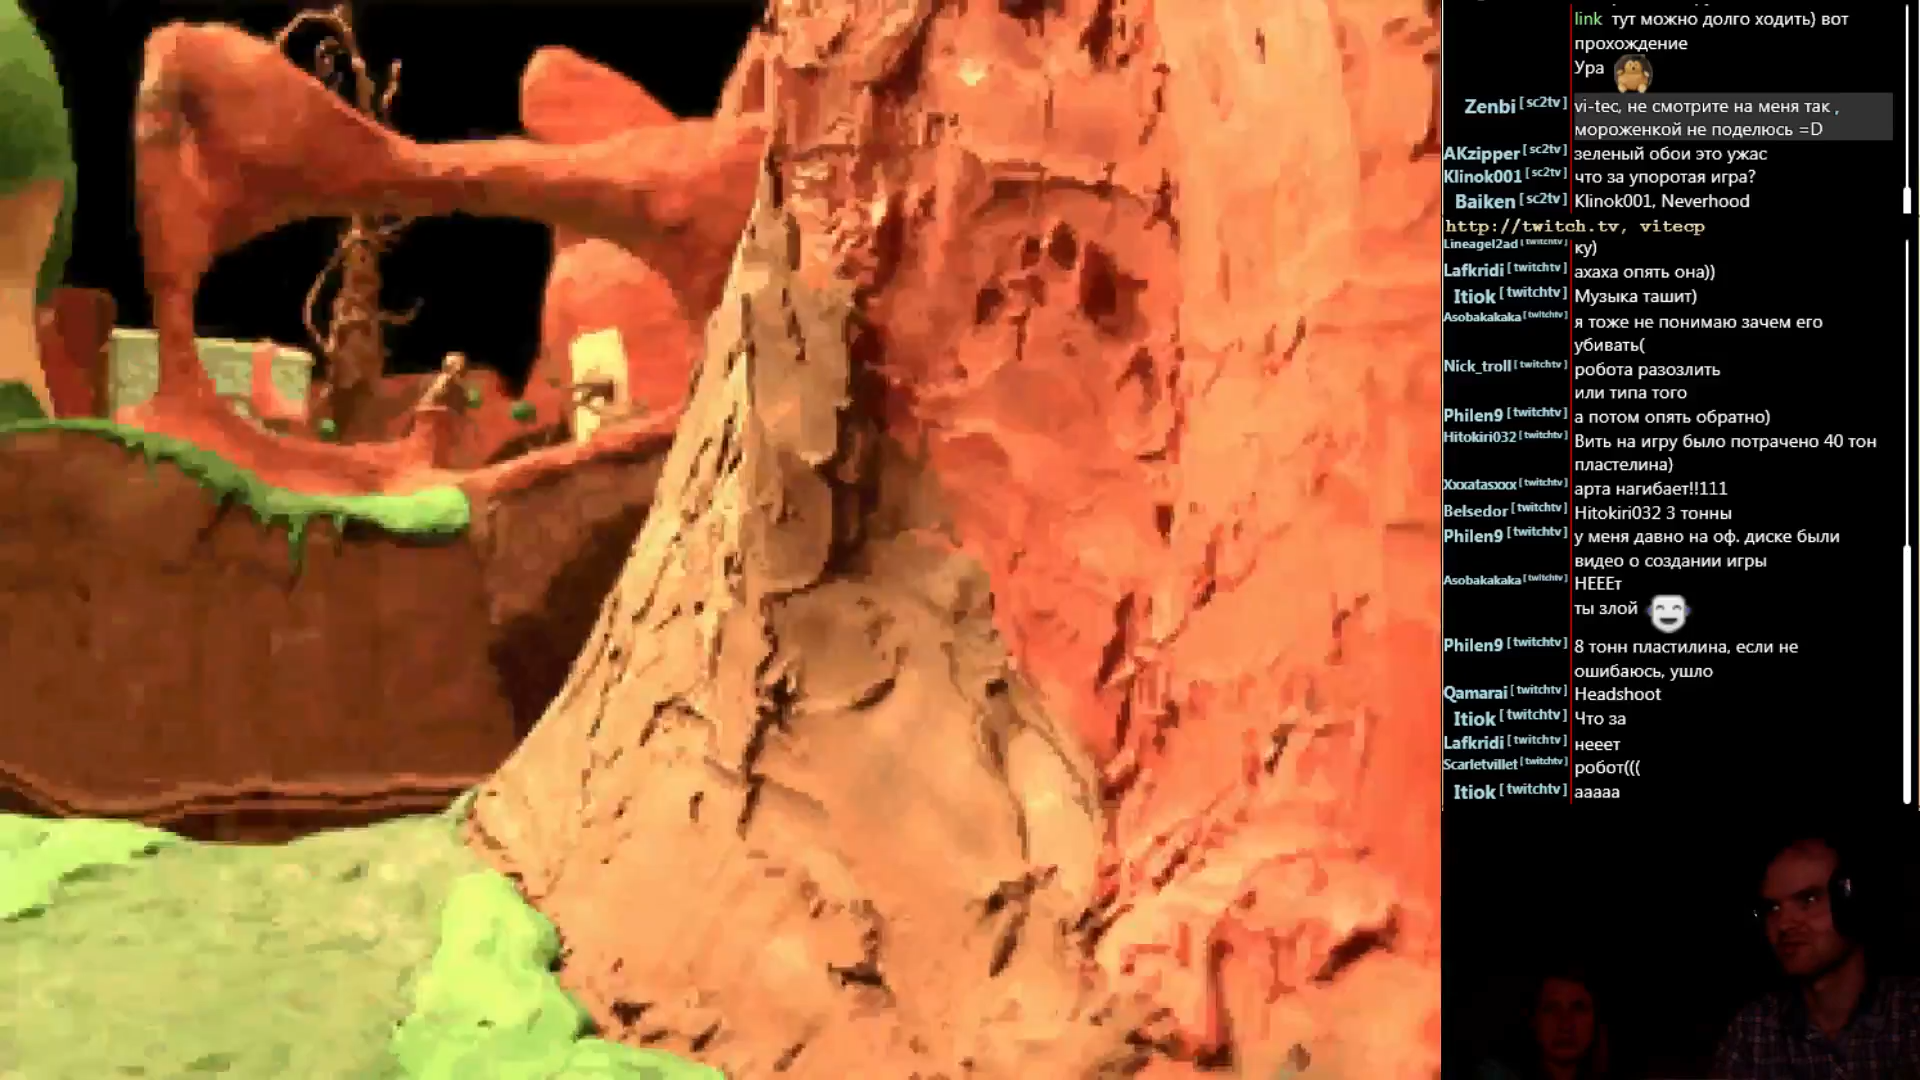 link тут можно долго ходить) вот
прохождение
Ура
Zenbi [sc2tv] vi-tec, не смотрите на меня так ,
мороженкой не поделюсь =D
AKzipper [sc2tv] зеленый обои это ужас
Klinok001 [sc2tv] что за упоротая игра?
Baiken [sc2tv] Klinok001, Neverhood
http://twitch.tv, vitecp
Lineagel2ad [twitchtv] ку)
Lafkridi [twitchtv] ахаха опять она))
Itiok [twitchtv] Музыка ташит)
Asobakakaka [twitchtv] я тоже не понимаю зачем его
убивать(
Nick_troll [twitchtv] робота разозлить
или типа того
Philen9 [twitchtv] а потом опять обратно)
Hitokiri032 [twitchtv] Вить на игру было потрачено 40 тон
пластелина)
Xxxatasxxx [twitchtv] арта нагибает!!111
Belsedor [twitchtv] Hitokiri032 3 тонны
Philen9 [twitchtv] у меня давно на оф. диске были
видео о создании игры
Asobakakaka [twitchtv] НЕЕЕт
ты злой
Philen9 [twitchtv] 8 тонн пластилина, если не
ошибаюсь, ушло
Qamarai [twitchtv] Headshoot
Itiok [twitchtv] Что за
Lafkridi [twitchtv] нееет
Scarletvillet [twitchtv] робот(((
Itiok [twitchtv] ааааа